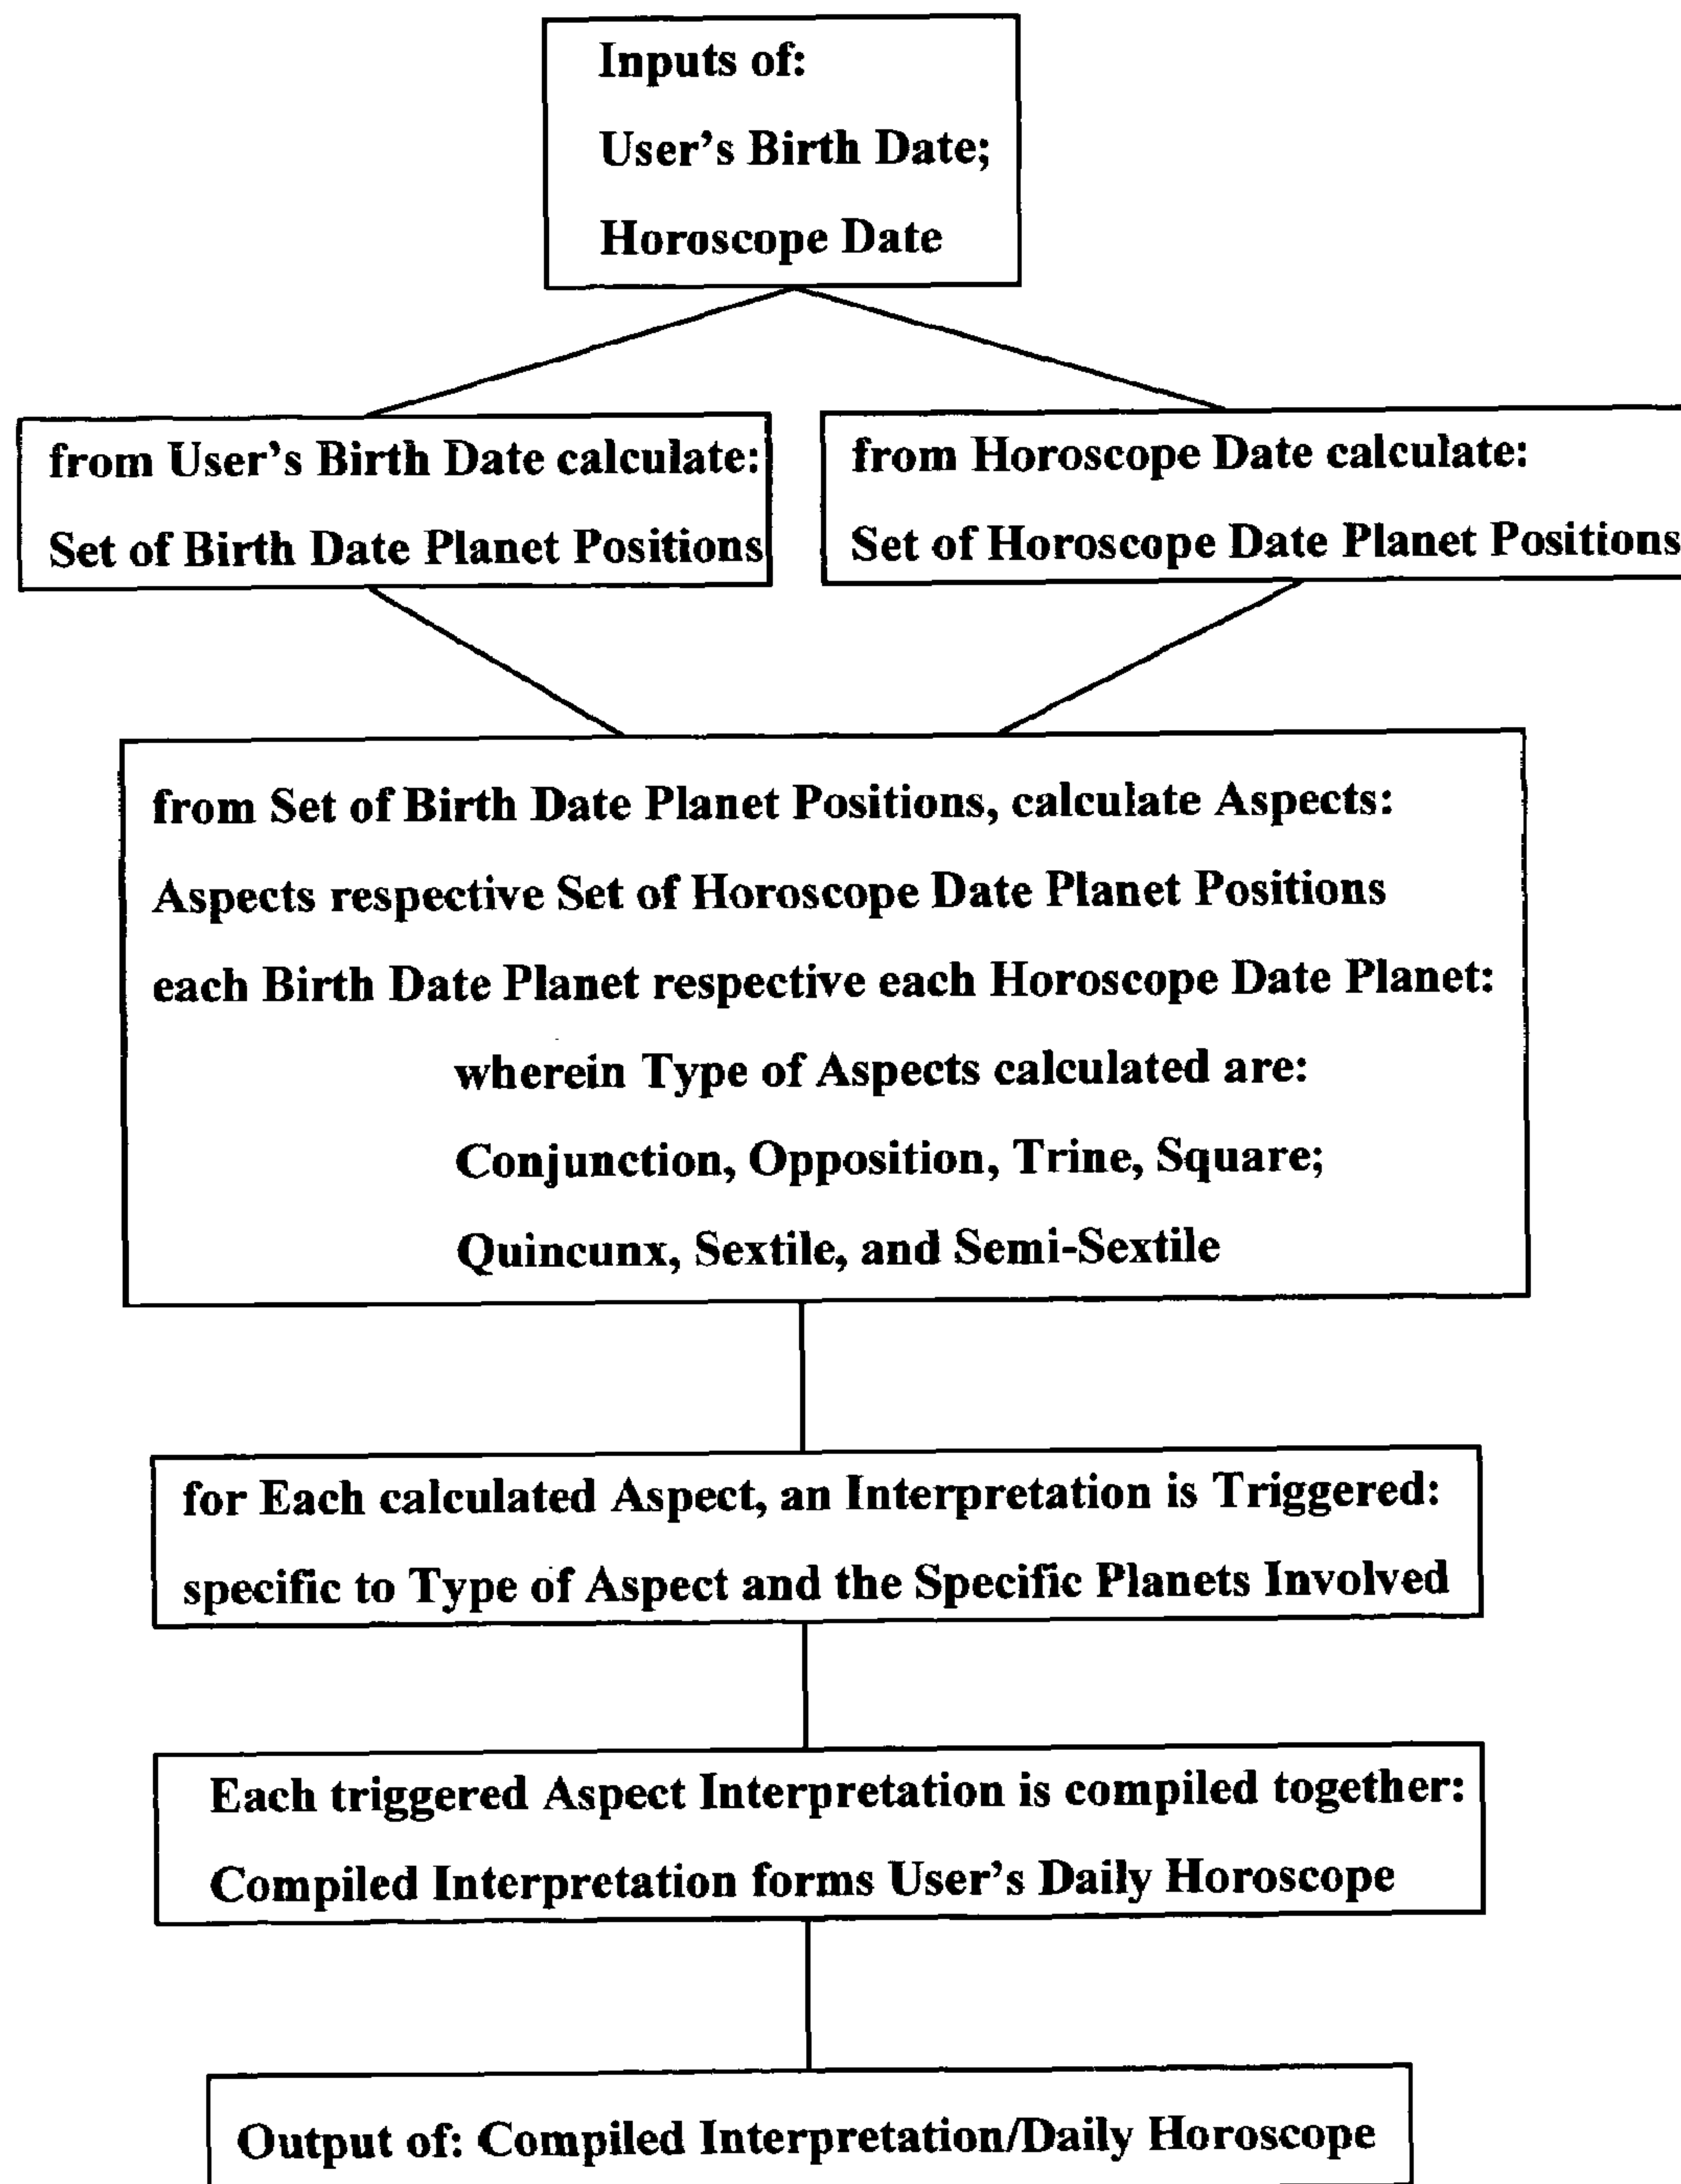 Inputs of:
User's Birth Date;
Horoscope Date
from User's Birth Date calculate:
Set of Birth Date Planet Positions
from Horoscope Date calculate:
Set of Horoscope Date Planet Positions
from Set of Birth Date Planet Positions, calculate Aspects:
Aspects respective Set of Horoscope Date Planet Positions
each Birth Date Planet respective each Horoscope Date Planet:
wherein Type of Aspects calculated are:
Conjunction, Opposition, Trine, Square;
Quincunx, Sextile, and Semi-Sextile
for Each calculated Aspect, an Interpretation is Triggered:
specific to Type of Aspect and the Specific Planets Involved
Each triggered Aspect Interpretation is compiled together:
Compiled Interpretation forms User's Daily Horoscope
Output of: Compiled Interpretation/Daily Horoscope